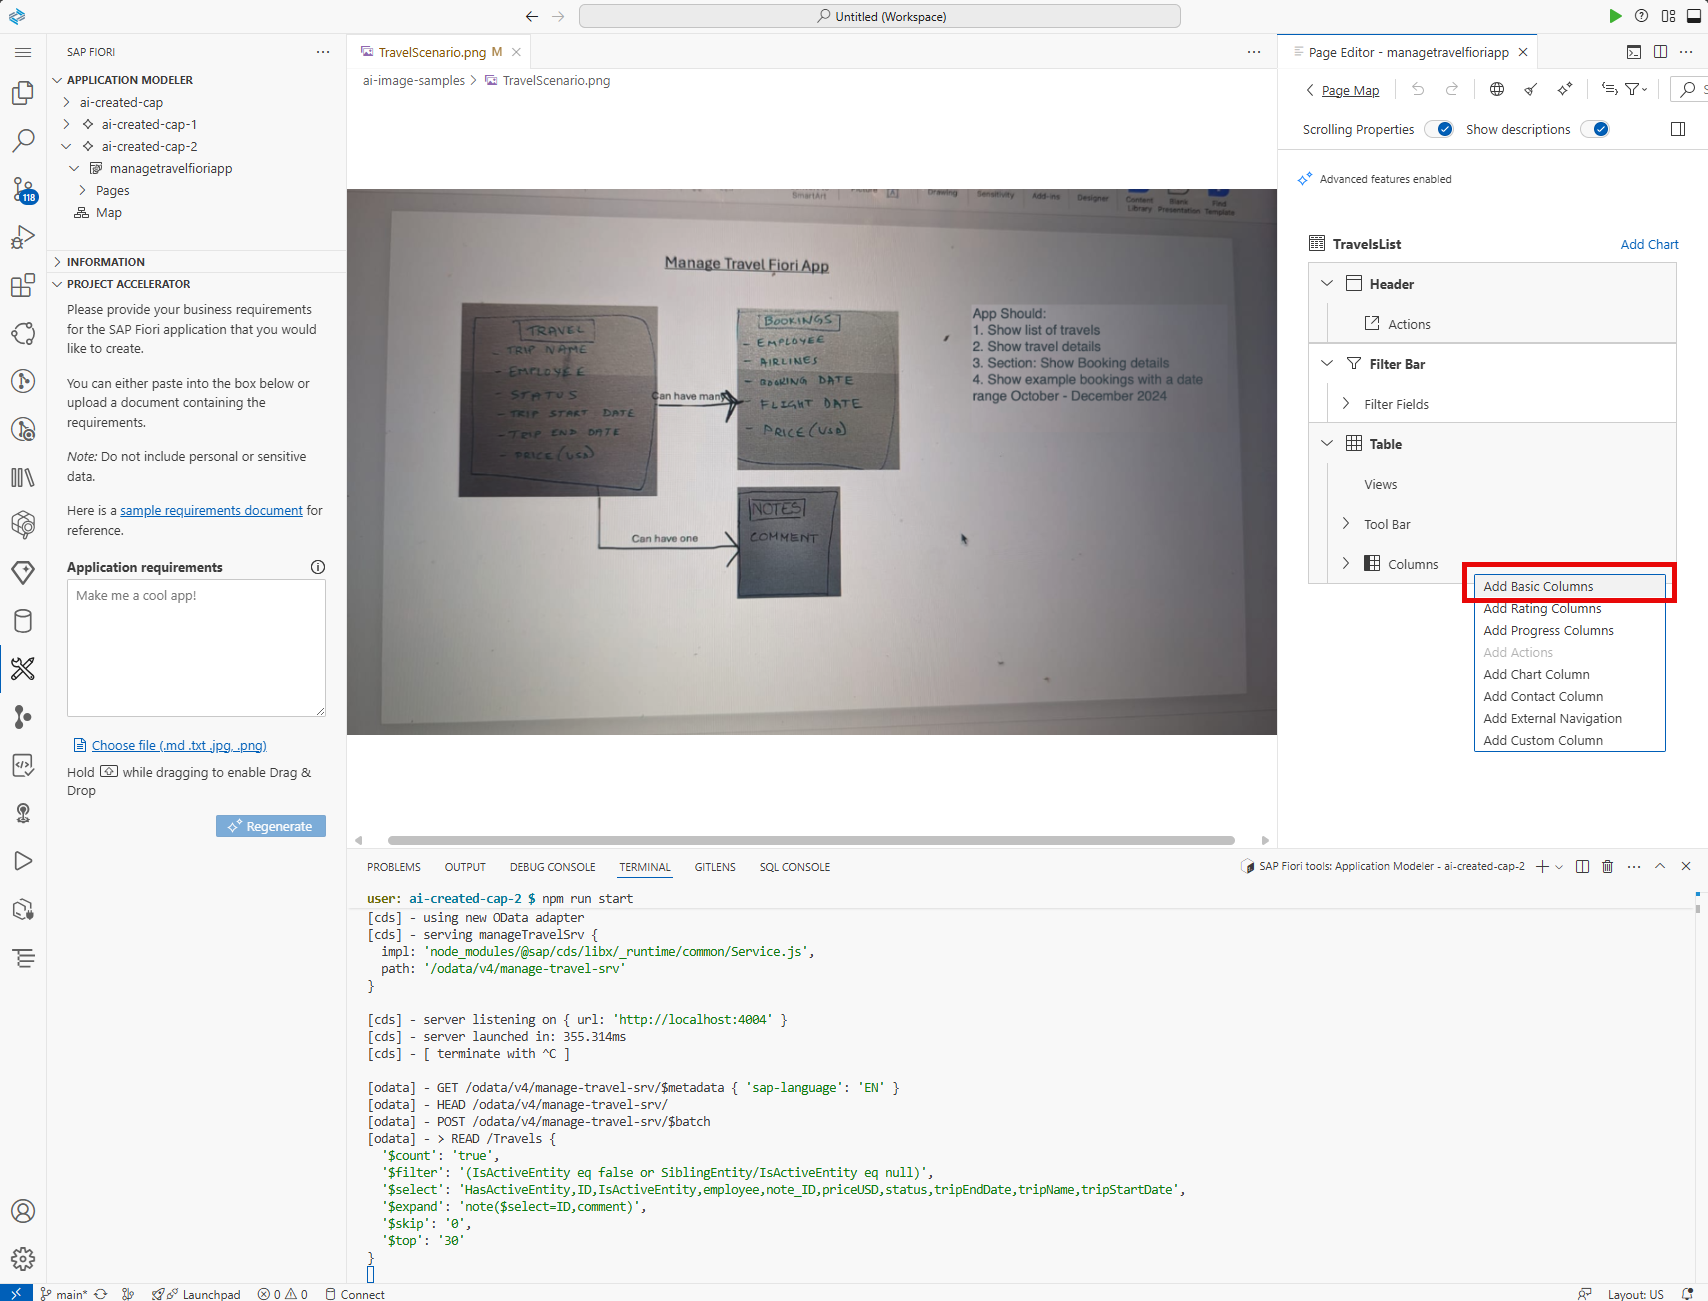 Untitled (Workspace)
SAP FIORI
APPLICATION MODELER
ai-created-cap
ai-created-cap-1
ai-created-cap-2
managetravelfioriapp
Pages
Map
INFORMATION
PROJECT ACCELERATOR
Please provide your business requirements
for the SAP Fiori application that you would
like to create.
You can either paste into the box below or
upload a document containing the
requirements.
Note: Do not include personal or sensitive
data.
Here is a sample requirements document for
reference.
Application requirements
Make me a cool app!
Choose file (.md .txt .jpg, .png)
Hold while dragging to enable Drag &
Drop
Regenerate
118
TravelScenario.png M
ai-image-samples > TravelScenario.png
SmartArt
Drawing
Sensitivity
Add-ins
Designer
Content
Library
Blank
Presentation
Find
Template
Manage Travel Fiori App
TRAVEL
- TRIP NAME
- EMPLOYEE
- STATUS
- TRIP START DATE
- TRIP END DATE
- PRICE (USD)
Can have many
BOOKINGS
- EMPLOYEE
- AIRLINES
- BOOKING DATE
- FLIGHT DATE
- PRICE (USD)
Can have one
NOTES
COMMENT
App Should:
1. Show list of travels
2. Show travel details
3. Section: Show Booking details
4. Show example bookings with a date
range October - December 2024
Page Editor - managetravelfioriapp
Page Map
Scrolling Properties
Show descriptions
Advanced features enabled
TravelsList
Add Chart
Header
Actions
Filter Bar
Filter Fields
Table
Views
Tool Bar
Columns
Add Basic Columns
Add Rating Columns
Add Progress Columns
Add Actions
Add Chart Column
Add Contact Column
Add External Navigation
Add Custom Column
PROBLEMS OUTPUT DEBUG CONSOLE TERMINAL GITLENS SQL CONSOLE
SAP Fiori tools: Application Modeler - ai-created-cap-2
user: ai-created-cap-2 $ npm run start
[cds] - using new OData adapter
[cds] - serving manageTravelSrv {
impl: 'node_modules/@sap/cds/libx/_runtime/common/Service.js',
path: '/odata/v4/manage-travel-srv'
}
[cds] - server listening on { url: 'http://localhost:4004' }
[cds] - server launched in: 355.314ms
[cds] - [ terminate with ^C ]
[odata] - GET /odata/v4/manage-travel-srv/$metadata { 'sap-language': 'EN' }
[odata] - HEAD /odata/v4/manage-travel-srv/
[odata] - POST /odata/v4/manage-travel-srv/$batch
[odata] - > READ /Travels {
'$count': 'true',
'$filter': '(IsActiveEntity eq false or SiblingEntity/IsActiveEntity eq null)',
'$select': 'HasActiveEntity,ID,IsActiveEntity,employee,note_ID,priceUSD,status,tripEndDate,tripName,tripStartDate',
'$expand': 'note($select=ID,comment)',
'$skip': '0',
'$top': '30'
}
main*
Launchpad
0
0
Connect
Layout: US